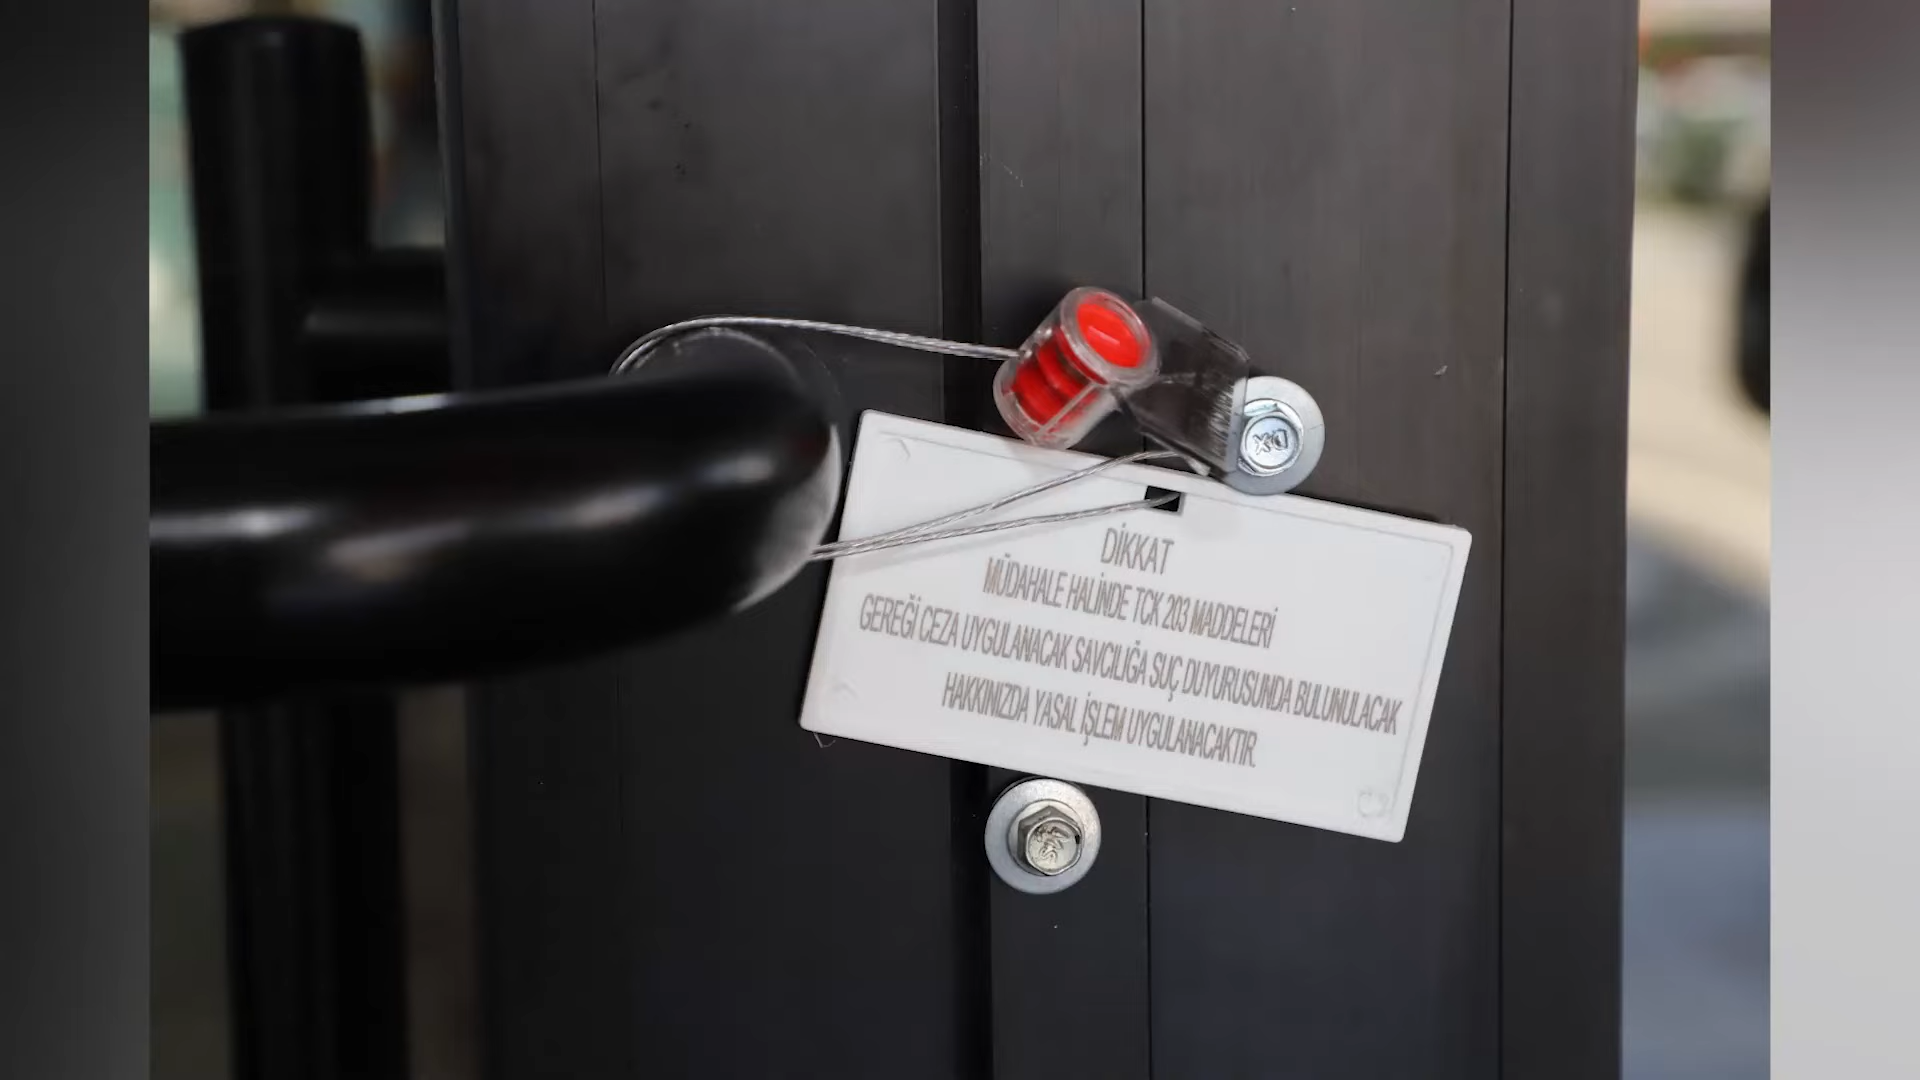 DİKKAT
MÜDAHALE HALİNDE TCK 203 MADDELERİ
GEREĞİ CEZA UYGULANACAK SAVCILIĞA SUÇ DUYURUSUNDA BULUNULACAK
HAKKINIZDA YASAL İŞLEM UYGULANACAKTIR.